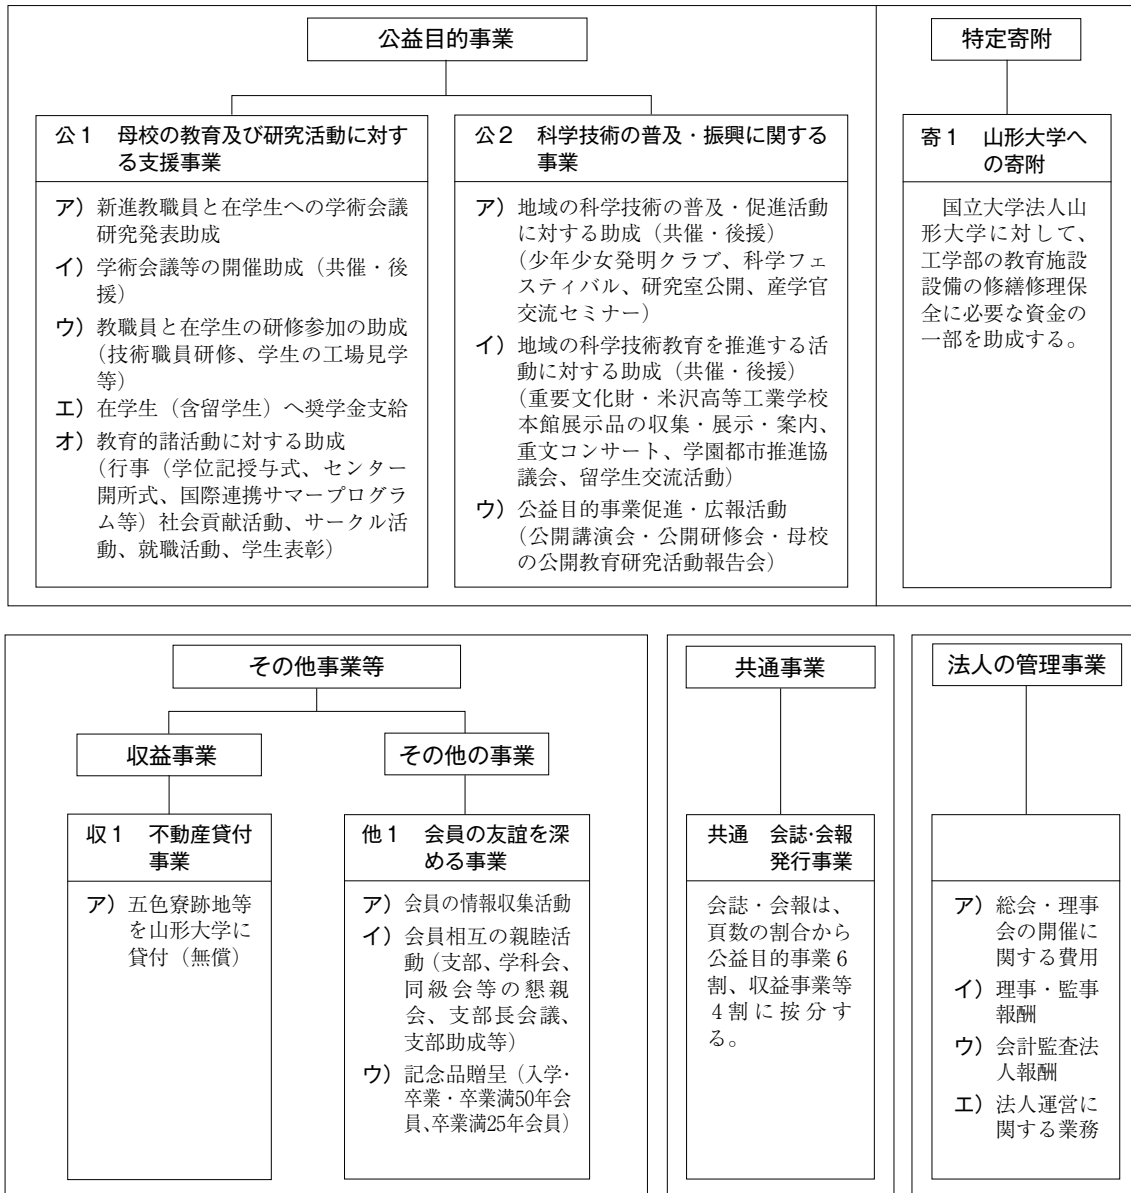 公益目的事業
公1　母校の教育及び研究活動に対す
る支援事業
ア）新進教職員と在学生への学術会議
研究発表助成
イ）学術会議等の開催助成（共催・後
援）
ウ）教職員と在学生の研修参加の助成
（技術職員研修、学生の工場見学
等）
エ）在学生（含留学生）へ奨学金支給
オ）教育的諸活動に対する助成
（行事（学位記授与式、センター
開所式、国際連携サマープログラ
ム等）社会貢献活動、サークル活
動、就職活動、学生表彰）
公2　科学技術の普及・振興に関する
事業
ア）地域の科学技術の普及・促進活動
に対する助成（共催・後援）
（少年少女発明クラブ、科学フェ
スティバル、研究室公開、産学官
交流セミナー）
イ）地域の科学技術教育を推進する活
動に対する助成（共催・後援）
（重要文化財・米沢高等工業学校
本館展示品の収集・展示・案内、
重文コンサート、学園都市推進協
議会、留学生交流活動）
ウ）公益目的事業促進・広報活動
（公開講演会・公開研修会・母校
の公開教育研究活動報告会）
特定寄附
寄1　山形大学へ
の寄附
国立大学法人山
形大学に対して、
工学部の教育施設
設備の修繕修理保
全に必要な資金の
一部を助成する。
その他事業等
収益事業
収1　不動産貸付
事業
ア）五色寮跡地等
を山形大学に
貸付（無償）
その他の事業
他1　会員の友誼を深
める事業
ア）会員の情報収集活動
イ）会員相互の親睦活
動（支部、学科会、
同級会等の懇親
会、支部長会議、
支部助成等）
ウ）記念品贈呈（入学・
卒業・卒業満50年会
員、卒業満25年会員）
共通事業
共通　会誌・会報
発行事業
会誌・会報は、
頁数の割合から
公益目的事業6
割、収益事業等
4割に按分す
る。
法人の管理事業
ア）総会・理事
会の開催に
関する費用
イ）理事・監事
報酬
ウ）会計監査法
人報酬
エ）法人運営に
関する業務